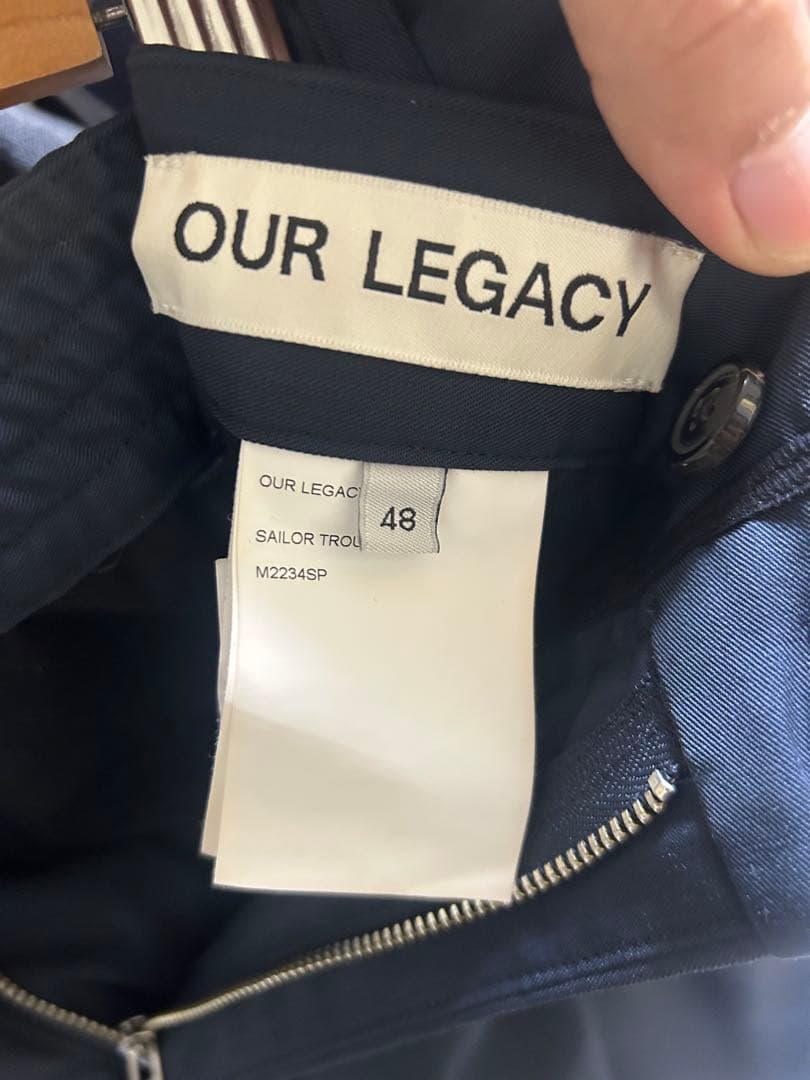 OUR LEGACY
OUR LEGAC
48
SAILOR TROU
M2234SP